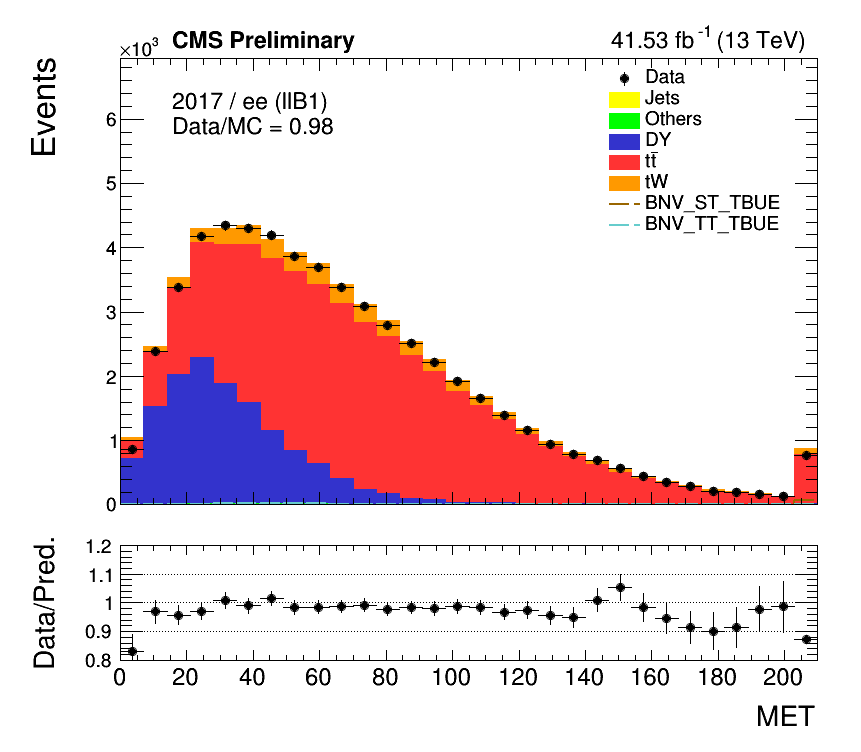 ×10³ CMS Preliminary 41.53 fb⁻¹ (13 TeV)
Events
2017 / ee (llB1)
Data/MC = 0.98
Data
Jets
Others
DY
tt̄
tW
BNV_ST_TBUE
BNV_TT_TBUE
6
5
4
3
2
1
0
Data/Pred.
1.2
1.1
1
0.9
0.8
0 20 40 60 80 100 120 140 160 180 200
MET